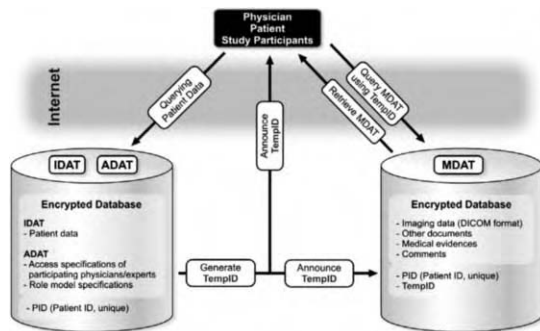 Physician
Patient
Study Participants
Internet
Querying
Patient Data
Announce
TempID
Retrieve MDAT
Query MDAT
using TempID
IDAT
ADAT
Encrypted Database
IDAT
- Patient data
ADAT
- Access specifications of
participating physicians/experts
- Role model specifications
- PID (Patient ID, unique)
Generate
TempID
Announce
TempID
MDAT
Encrypted Database
- Imaging data (DICOM format)
- Other documents
- Medical evidences
- Comments
- PID (Patient ID, unique)
- TempID